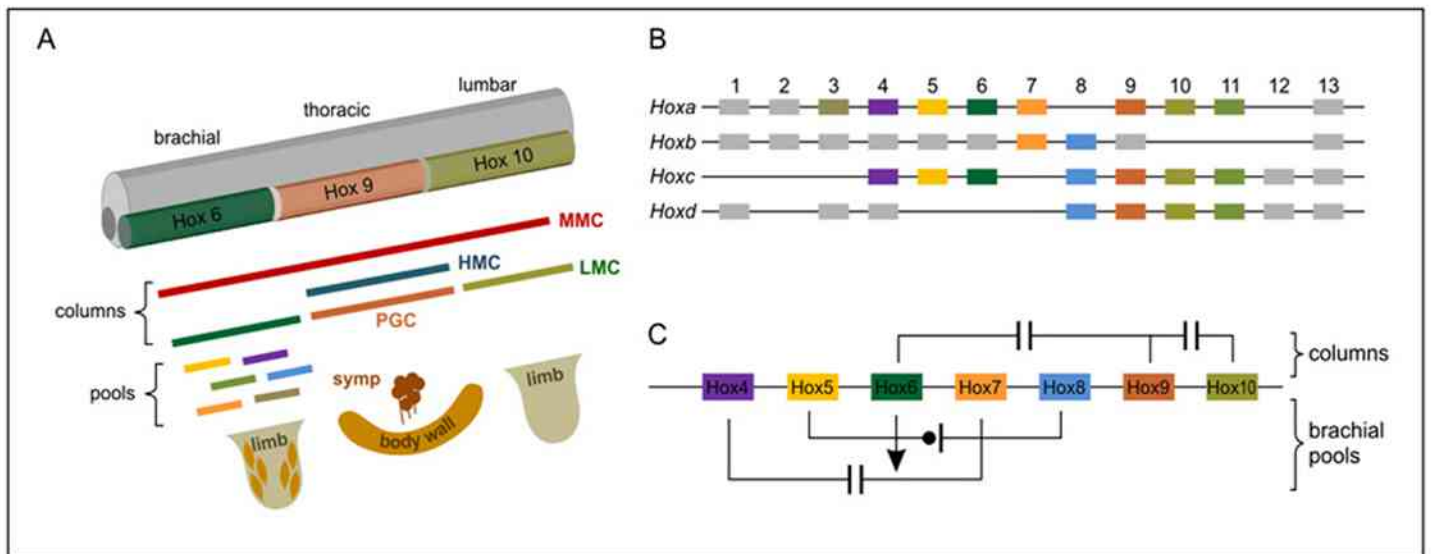 A
brachial
thoracic
lumbar
Hox 6
Hox 9
Hox 10
MMC
HMC
LMC
PGC
columns
pools
symp
limb
body wall
limb
B
1 2 3 4 5 6 7 8 9 10 11 12 13
Hoxa
Hoxb
Hoxc
Hoxd
C
columns
Hox4 Hox5 Hox6 Hox7 Hox8 Hox9 Hox10
brachial
pools